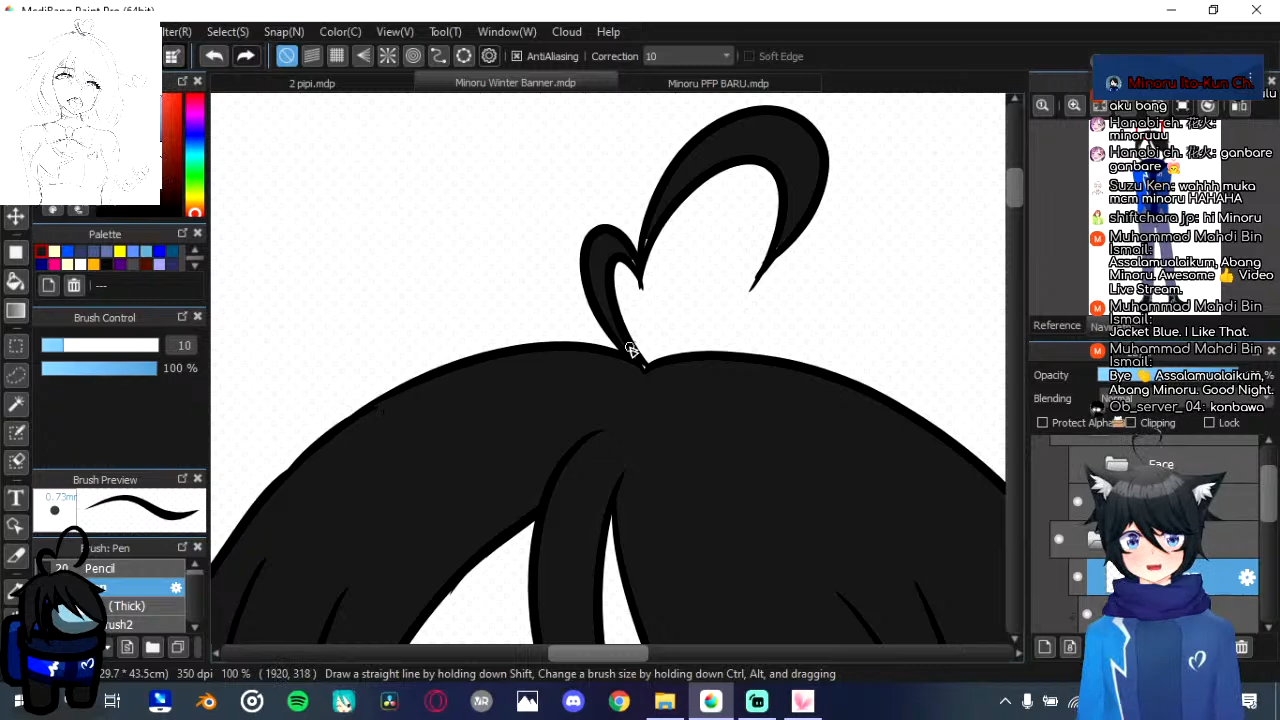 MediBang Paint Pro (64bit)
lter(R) Select(S) Snap(N) Color(C) View(V) Tool(T) Window(W) Cloud Help
AntiAliasing Correction 10 Soft Edge
2 pipi.mdp Minoru Winter Banner.mdp Minoru PFP BARU.mdp
Minoru Ito-Kun Ch.
aku bang
Hanabi ch. 花火:
minoruuu
Hanabi ch. 花火: ganbare
ganbare
Suzu Ken: wahhh muka
mcm minoru HAHAHA
shiftchara jo: hi Minoru
Muhammad Mahdi Bin
Ismail:
Assalamualaikum, Abang
Minoru. Awesome 👍 Video
Live Stream.
Muhammad Mahdi Bin
Ismail:
Jacket Blue. I Like That.
Muhammad Mahdi Bin
Ismail:
Bye 👋 Assalamualaikum,
Abang Minoru. Good Night.
Ob_server_04: konbawa
Reference
Opacity %
Blending Normal
Protect Alpha Clipping Lock
Face
Palette
---
Brush Control
10
100 %
Brush Preview
0.73mm
Brush: Pen
20 Pencil
(Thick)
rush2
29.7 * 43.5cm) 350 dpi 100 % ( 1920, 318 ) Draw a straight line by holding down Shift, Change a brush size by holding down Ctrl, Alt, and dragging